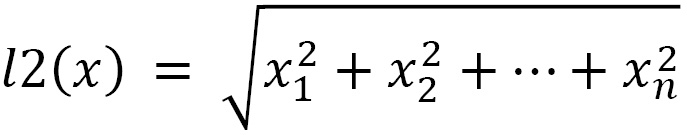 l2(x) = √(x₁² + x₂² + ⋯ + xₙ²)